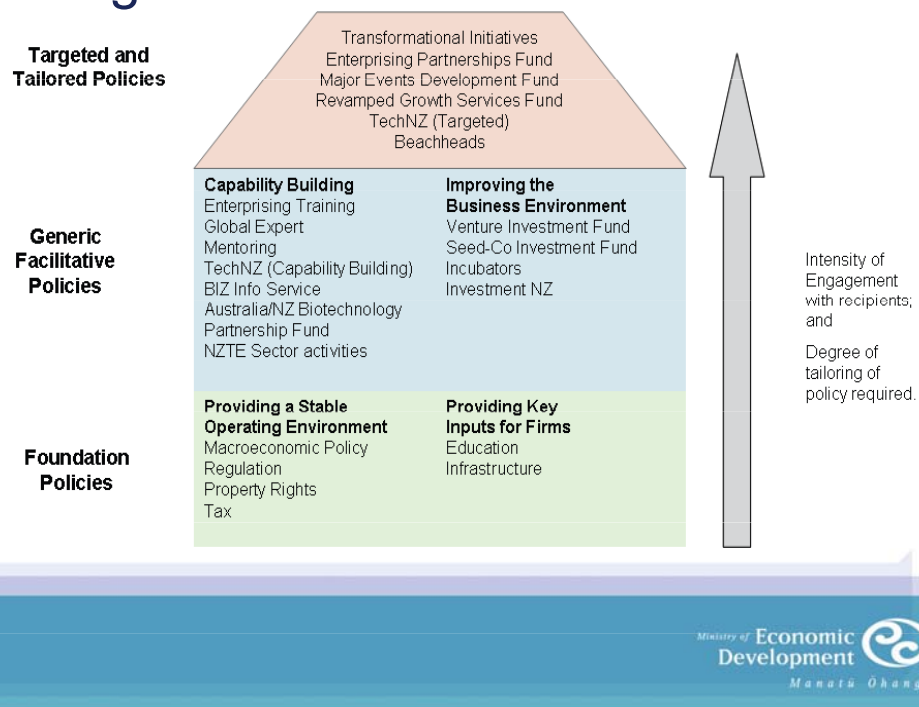 Targeted and
Tailored Policies
Transformational Initiatives
Enterprising Partnerships Fund
Major Events Development Fund
Revamped Growth Services Fund
TechNZ (Targeted)
Beachheads
Generic
Facilitative
Policies
Capability Building
Enterprising Training
Global Expert
Mentoring
TechNZ (Capability Building)
BIZ Info Service
Australia/NZ Biotechnology
Partnership Fund
NZTE Sector activities
Improving the
Business Environment
Venture Investment Fund
Seed-Co Investment Fund
Incubators
Investment NZ
Intensity of
Engagement
with recipients;
and
Degree of
tailoring of
policy required.
Foundation
Policies
Providing a Stable
Operating Environment
Macroeconomic Policy
Regulation
Property Rights
Tax
Providing Key
Inputs for Firms
Education
Infrastructure
Ministry of Economic
Development
Manatū